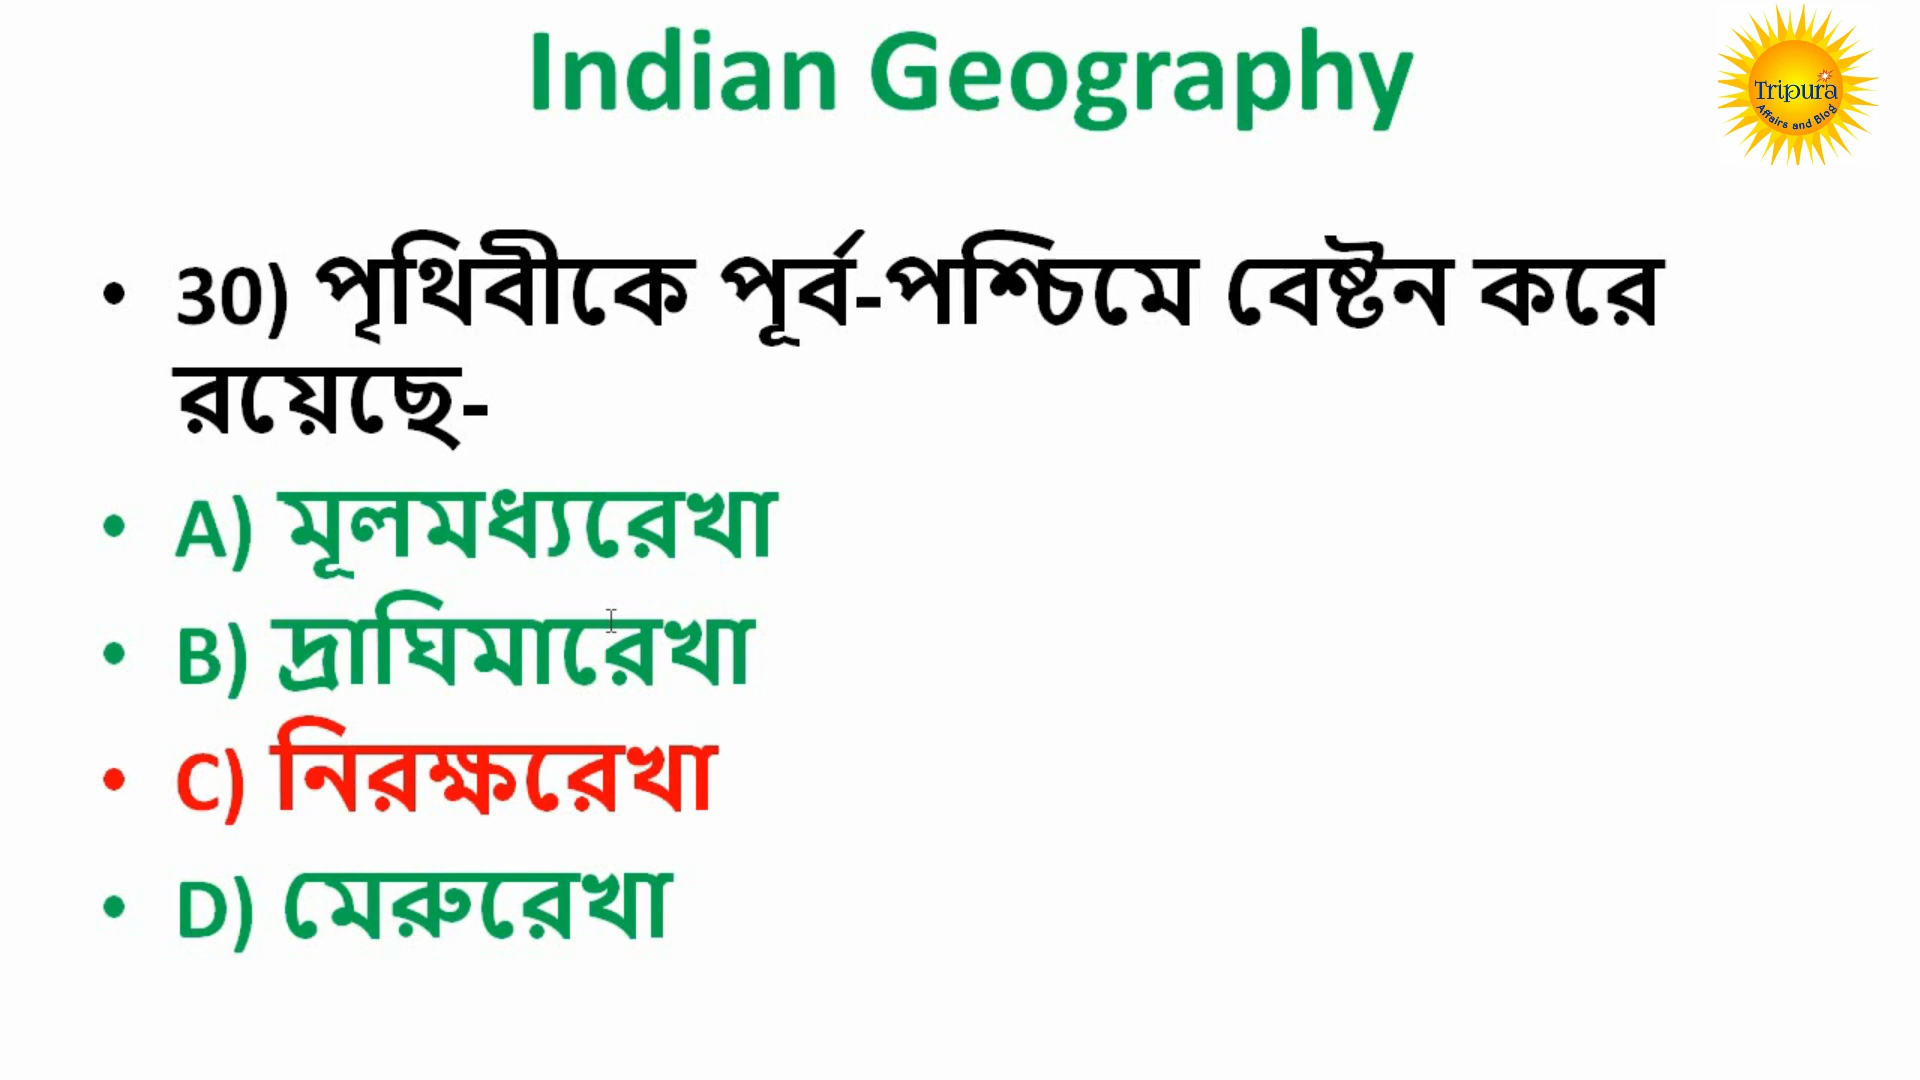 Indian Geography
Tripura
Affairs and Blog
• 30) পৃথিবীকে পূর্ব-পশ্চিমে বেষ্টন করে
রয়েছে-
• A) মূলমধ্যরেখা
• B) দ্রাঘিমারেখা
• C) নিরক্ষরেখা
• D) মেরুরেখা